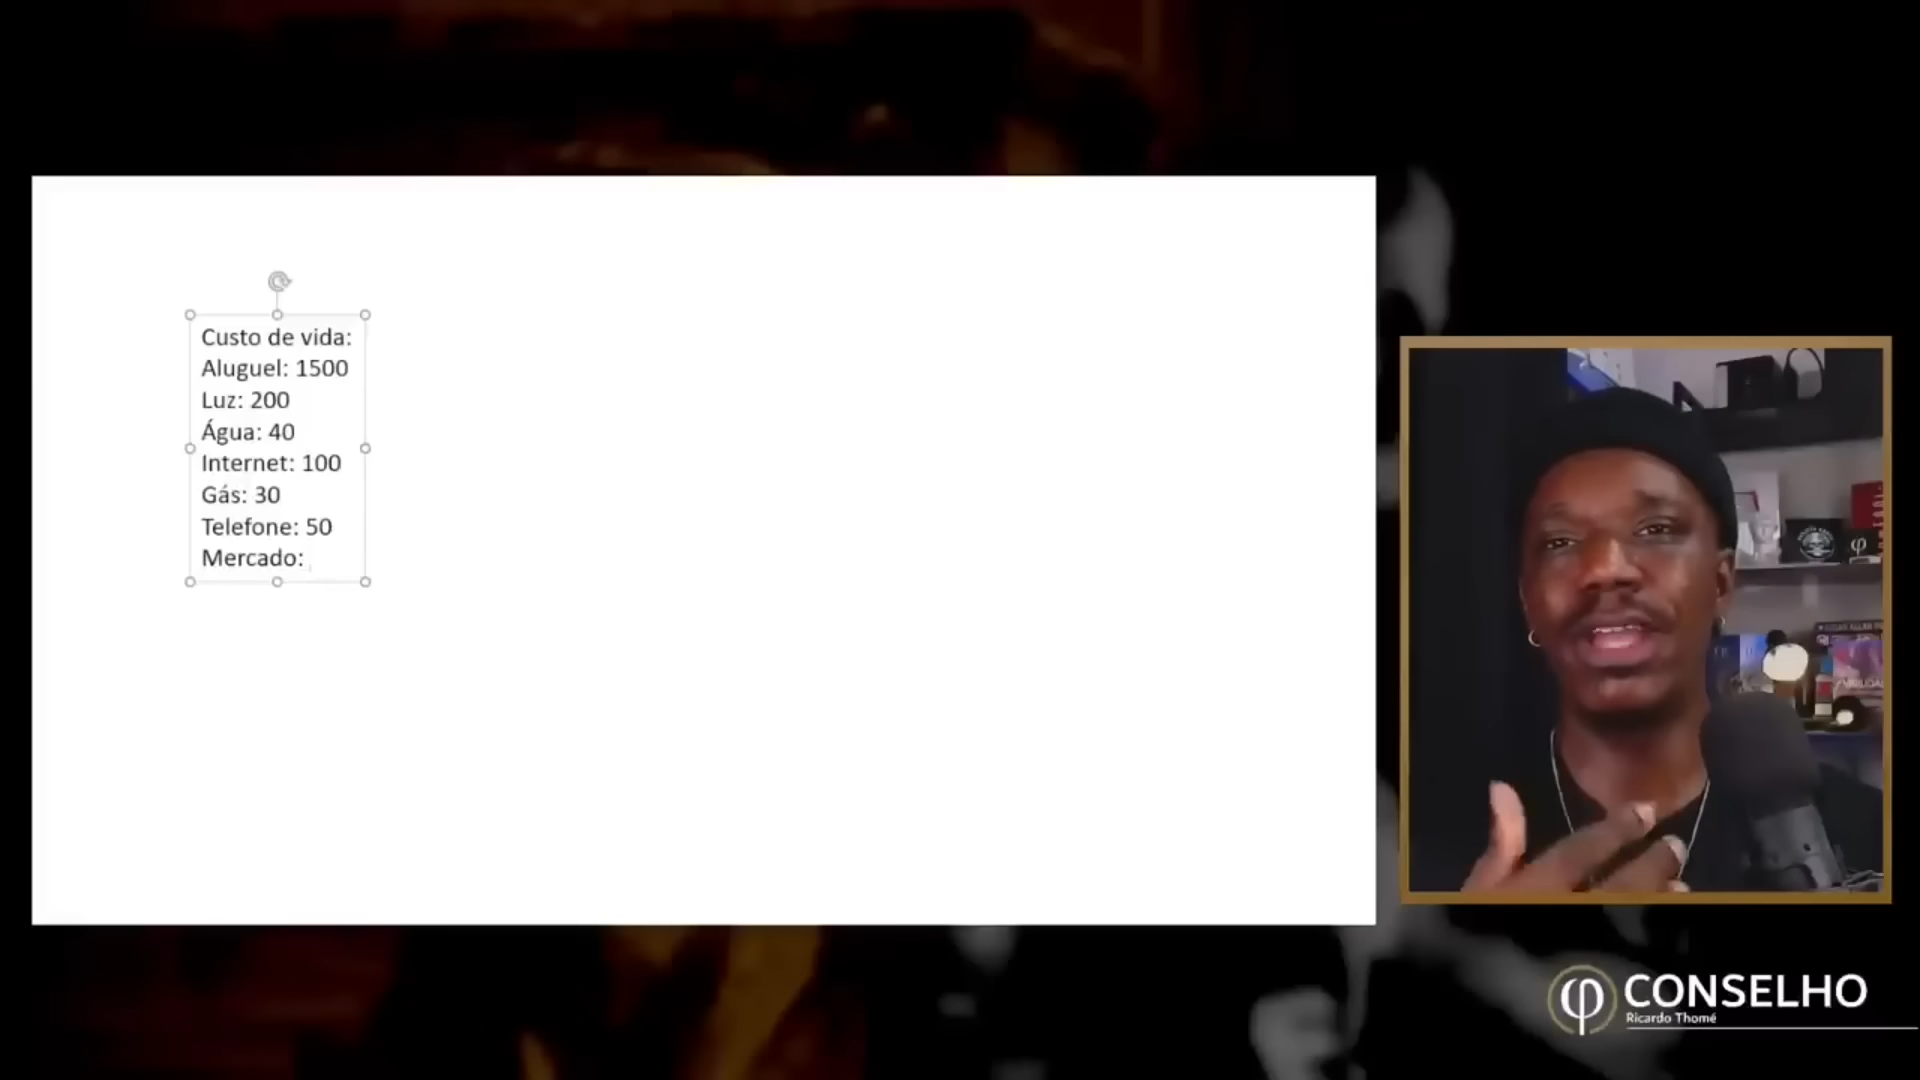 Custo de vida:
Aluguel: 1500
Luz: 200
Água: 40
Internet: 100
Gás: 30
Telefone: 50
Mercado:
φ CONSELHO
Ricardo Thomé